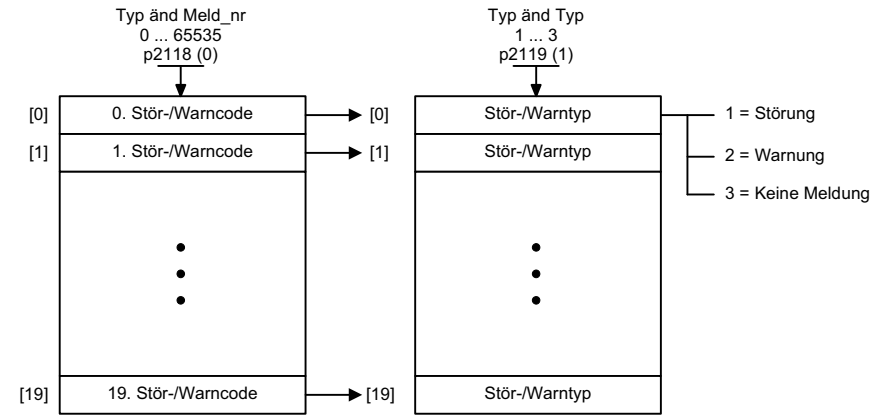 Typ änd Meld_nr
0 ... 65535
p2118 (0)
Typ änd Typ
1 ... 3
p2119 (1)
[0] 0. Stör-/Warncode [0] Stör-/Warntyp 1 = Störung
[1] 1. Stör-/Warncode [1] Stör-/Warntyp 2 = Warnung
3 = Keine Meldung
[19] 19. Stör-/Warncode [19] Stör-/Warntyp